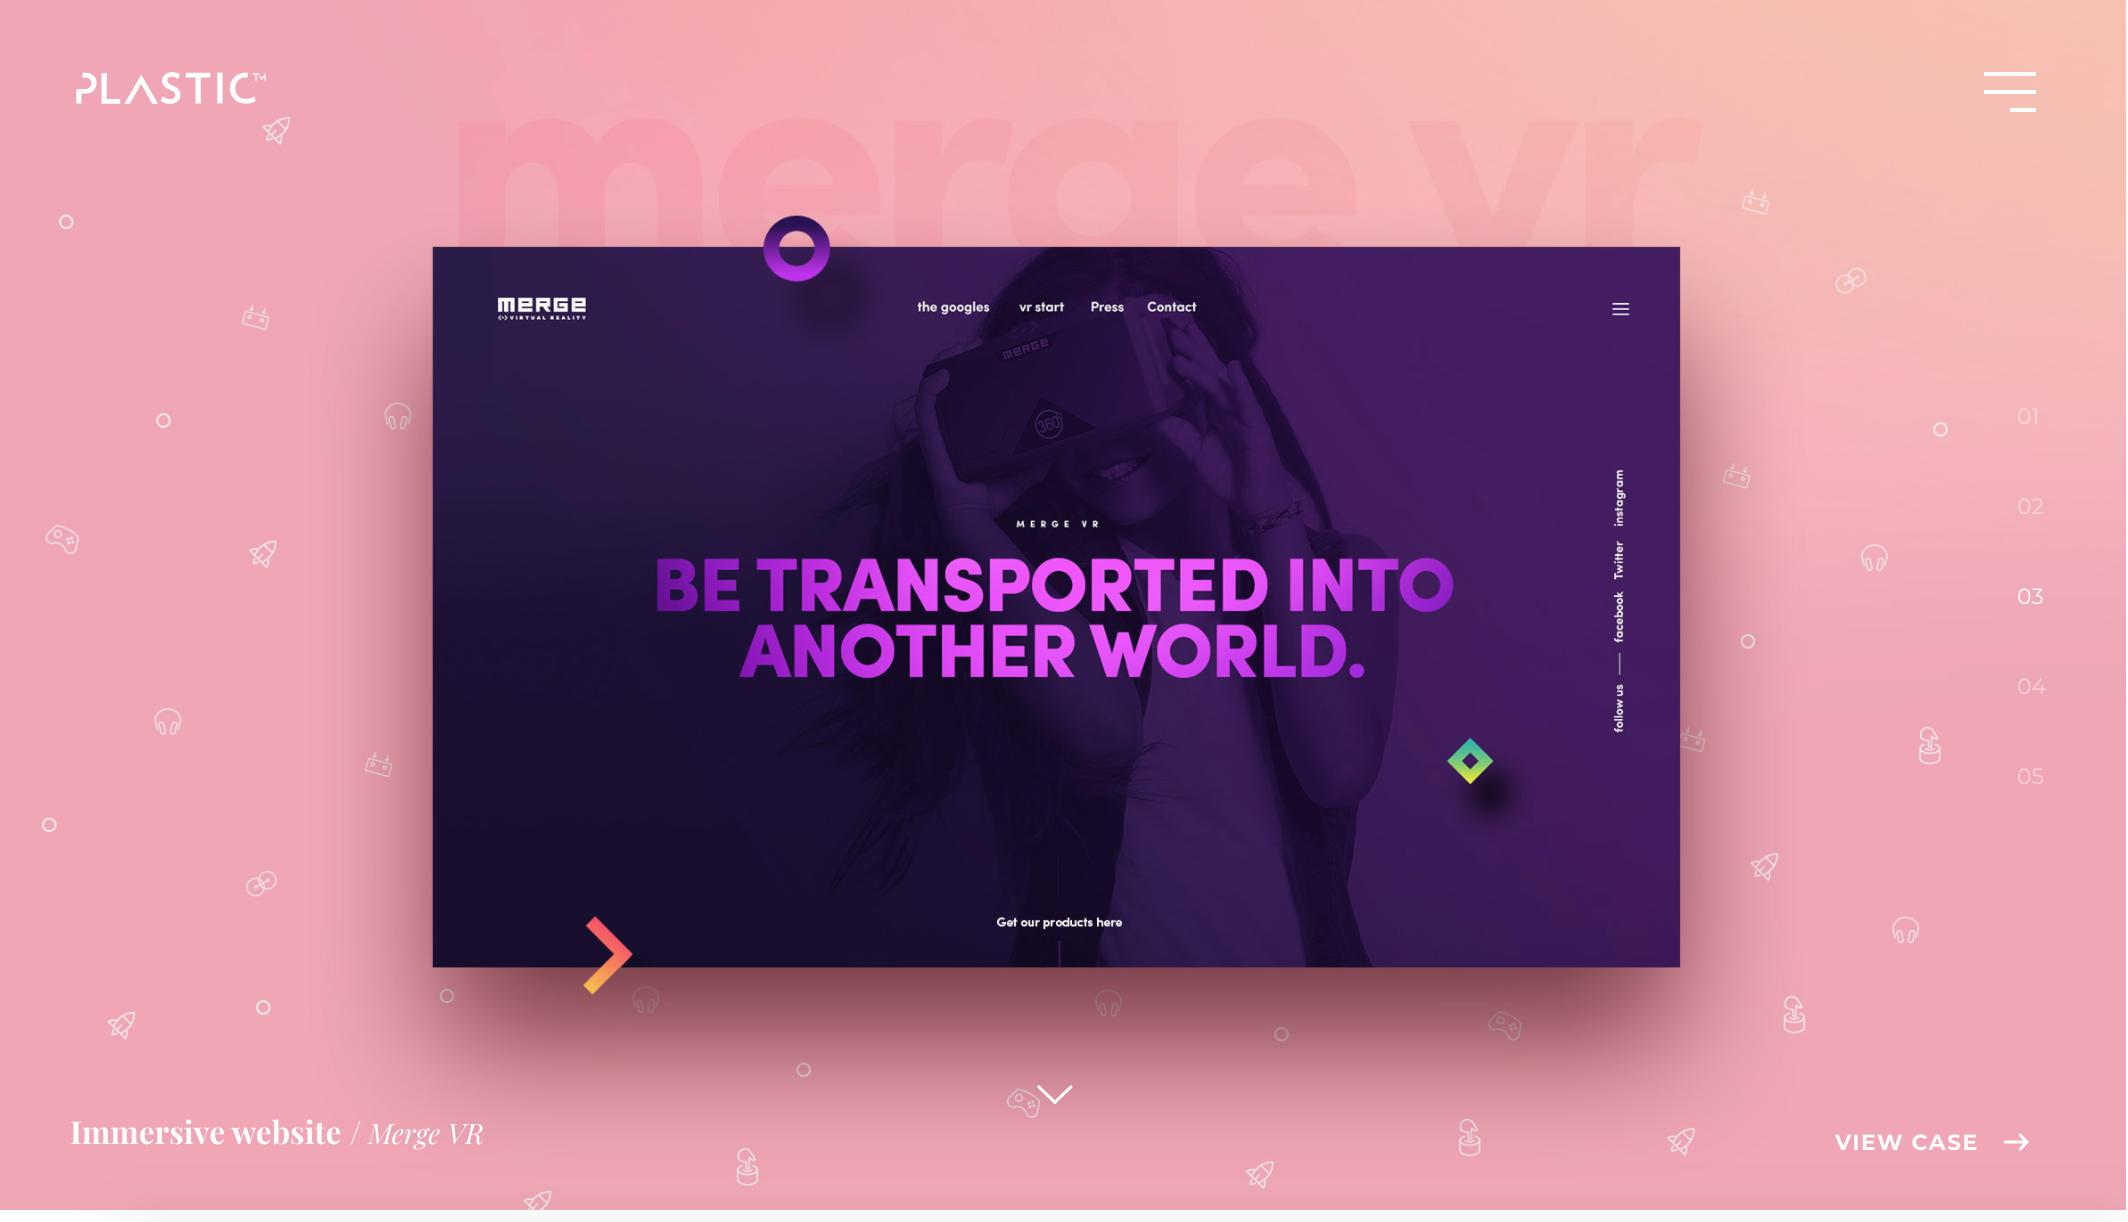 PLASTIC™
merge vr
MERGE
VIRTUAL REALITY
the googles vr start Press Contact
MERGE
360°
MERGE VR
BE TRANSPORTED INTO
ANOTHER WORLD.
follow us — facebook Twitter instagram
Get our products here
01
02
03
04
05
Immersive website / Merge VR
VIEW CASE →